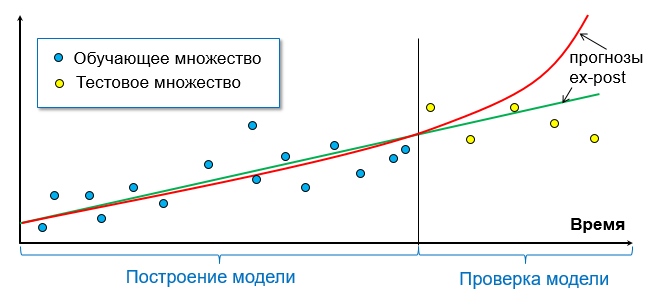 Обучающее множество
Тестовое множество
прогнозы
ex-post
Время
Построение модели
Проверка модели